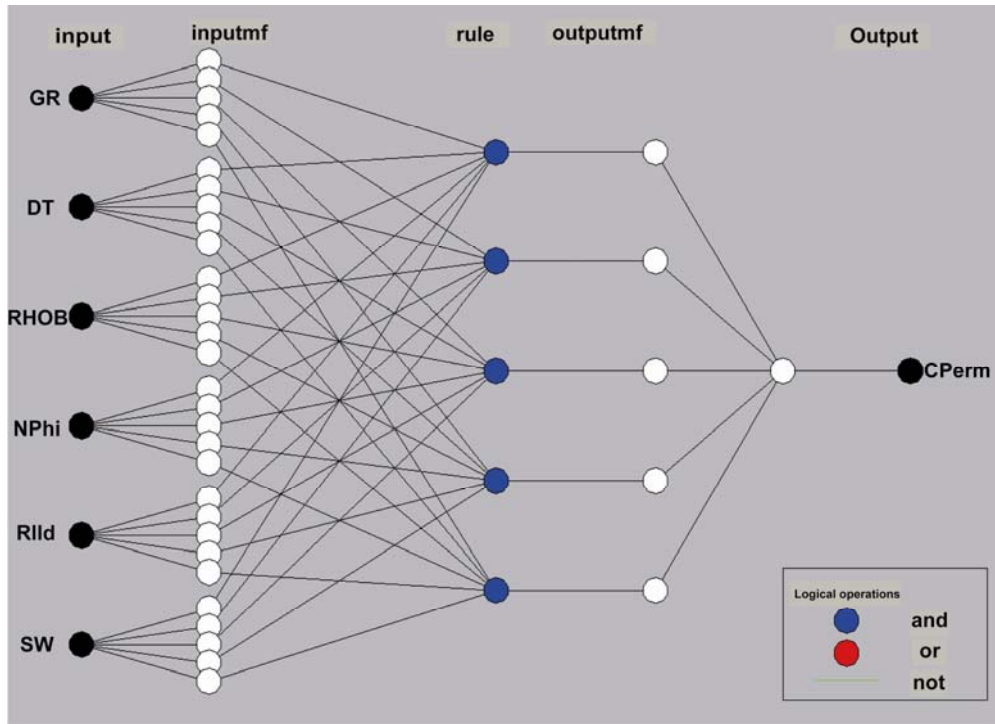 input inputmf rule outputmf Output
GR
DT
RHOB
NPhi
RIld
SW
CPerm
Logical operations
and
or
not